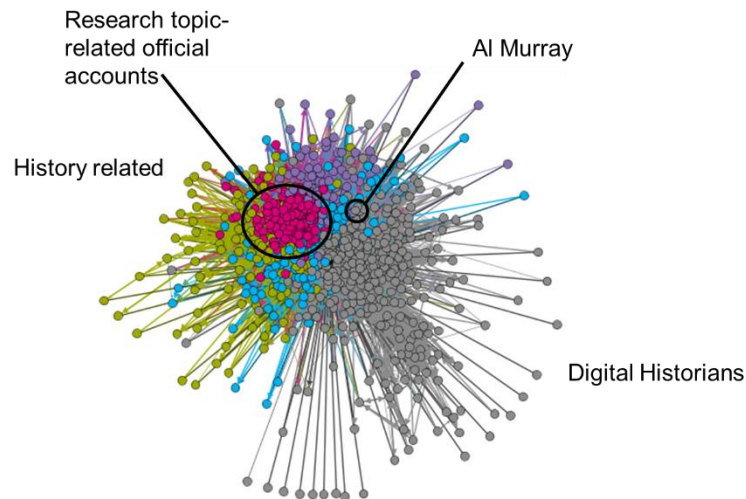 Research topic-
related official
accounts
Al Murray
History related
Digital Historians